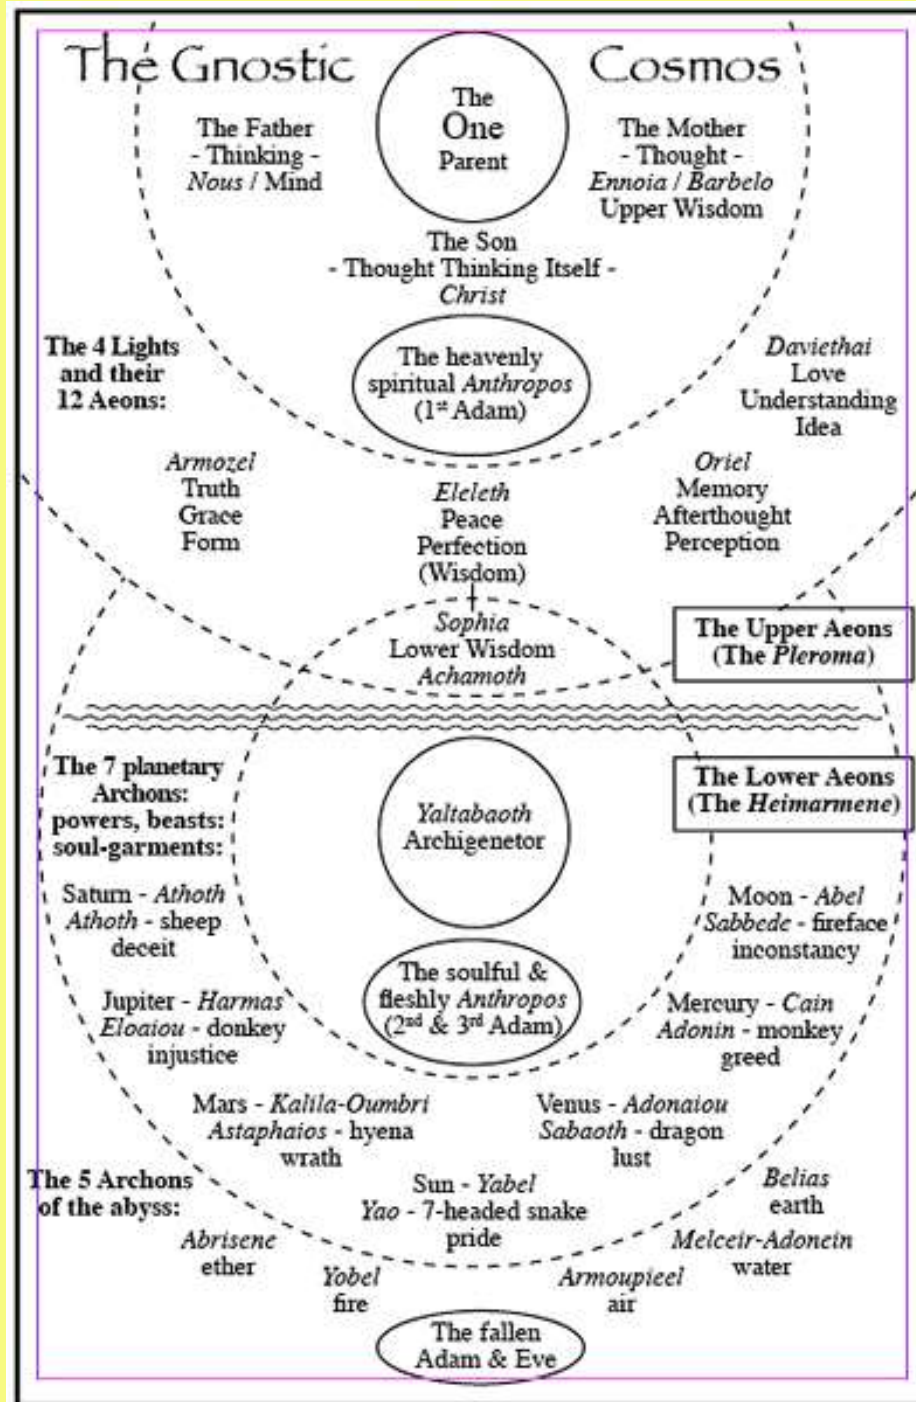 The Gnostic Cosmos
The
One
Parent
The Father
- Thinking -
Nous / Mind
The Mother
- Thought -
Ennoia / Barbelo
Upper Wisdom
The Son
- Thought Thinking Itself -
Christ
The 4 Lights
and their
12 Aeons:
The heavenly
spiritual Anthropos
(1st Adam)
Daviethai
Love
Understanding
Idea
Armozel
Truth
Grace
Form
Eleleth
Peace
Perfection
(Wisdom)
Oriel
Memory
Afterthought
Perception
Sophia
Lower Wisdom
Achamoth
The Upper Aeons
(The Pleroma)
The 7 planetary
Archons:
powers, beasts:
soul-garments:
Yaltabaoth
Archigenetor
The Lower Aeons
(The Heimarmene)
Saturn - Athoth
Athoth - sheep
deceit
Moon - Abel
Sabbede - fireface
inconstancy
The soulful &
fleshly Anthropos
(2nd & 3rd Adam)
Jupiter - Harmas
Eloaiou - donkey
injustice
Mercury - Cain
Adonin - monkey
greed
Mars - Kalila-Oumbri
Astaphaios - hyena
wrath
Venus - Adonaiou
Sabaoth - dragon
lust
The 5 Archons
of the abyss:
Sun - Yabel
Yao - 7-headed snake
pride
Belias
earth
Abrisene
ether
Melceir-Adonein
water
Yobel
fire
Armoupieel
air
The fallen
Adam & Eve